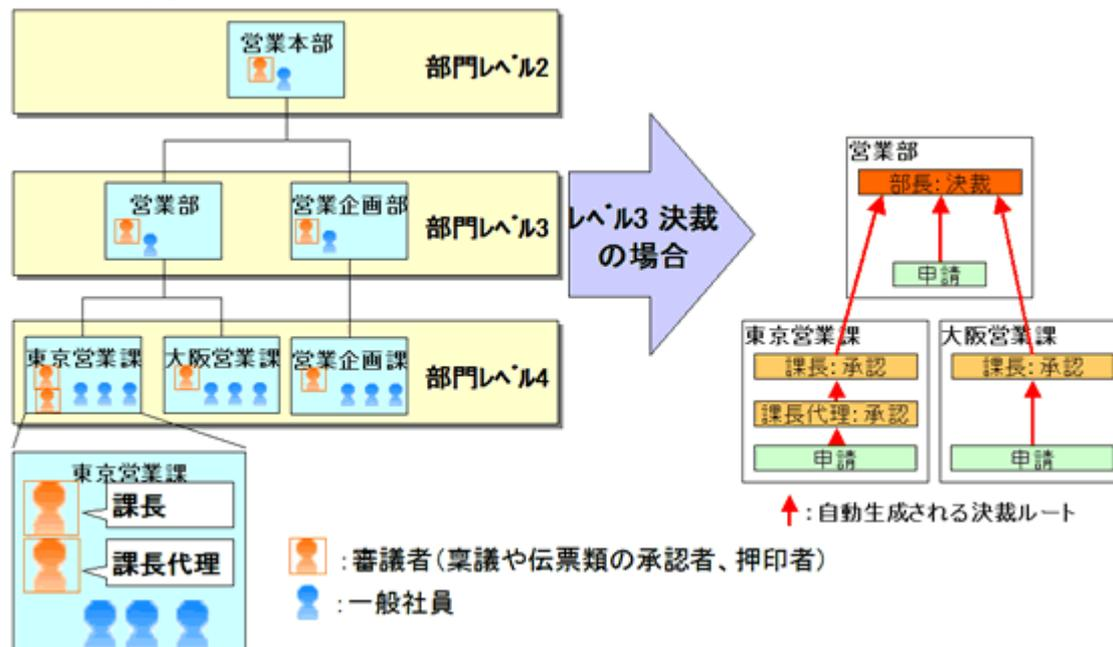 営業本部
部門レベル2
営業部
営業企画部
部門レベル3
東京営業課
大阪営業課
営業企画課
部門レベル4
東京営業課
課長
課長代理
レベル3 決裁
の場合
営業部
部長:決裁
申請
東京営業課
課長:承認
課長代理:承認
申請
大阪営業課
課長:承認
申請
:自動生成される決裁ルート
:審議者(稟議や伝票類の承認者、押印者)
:一般社員